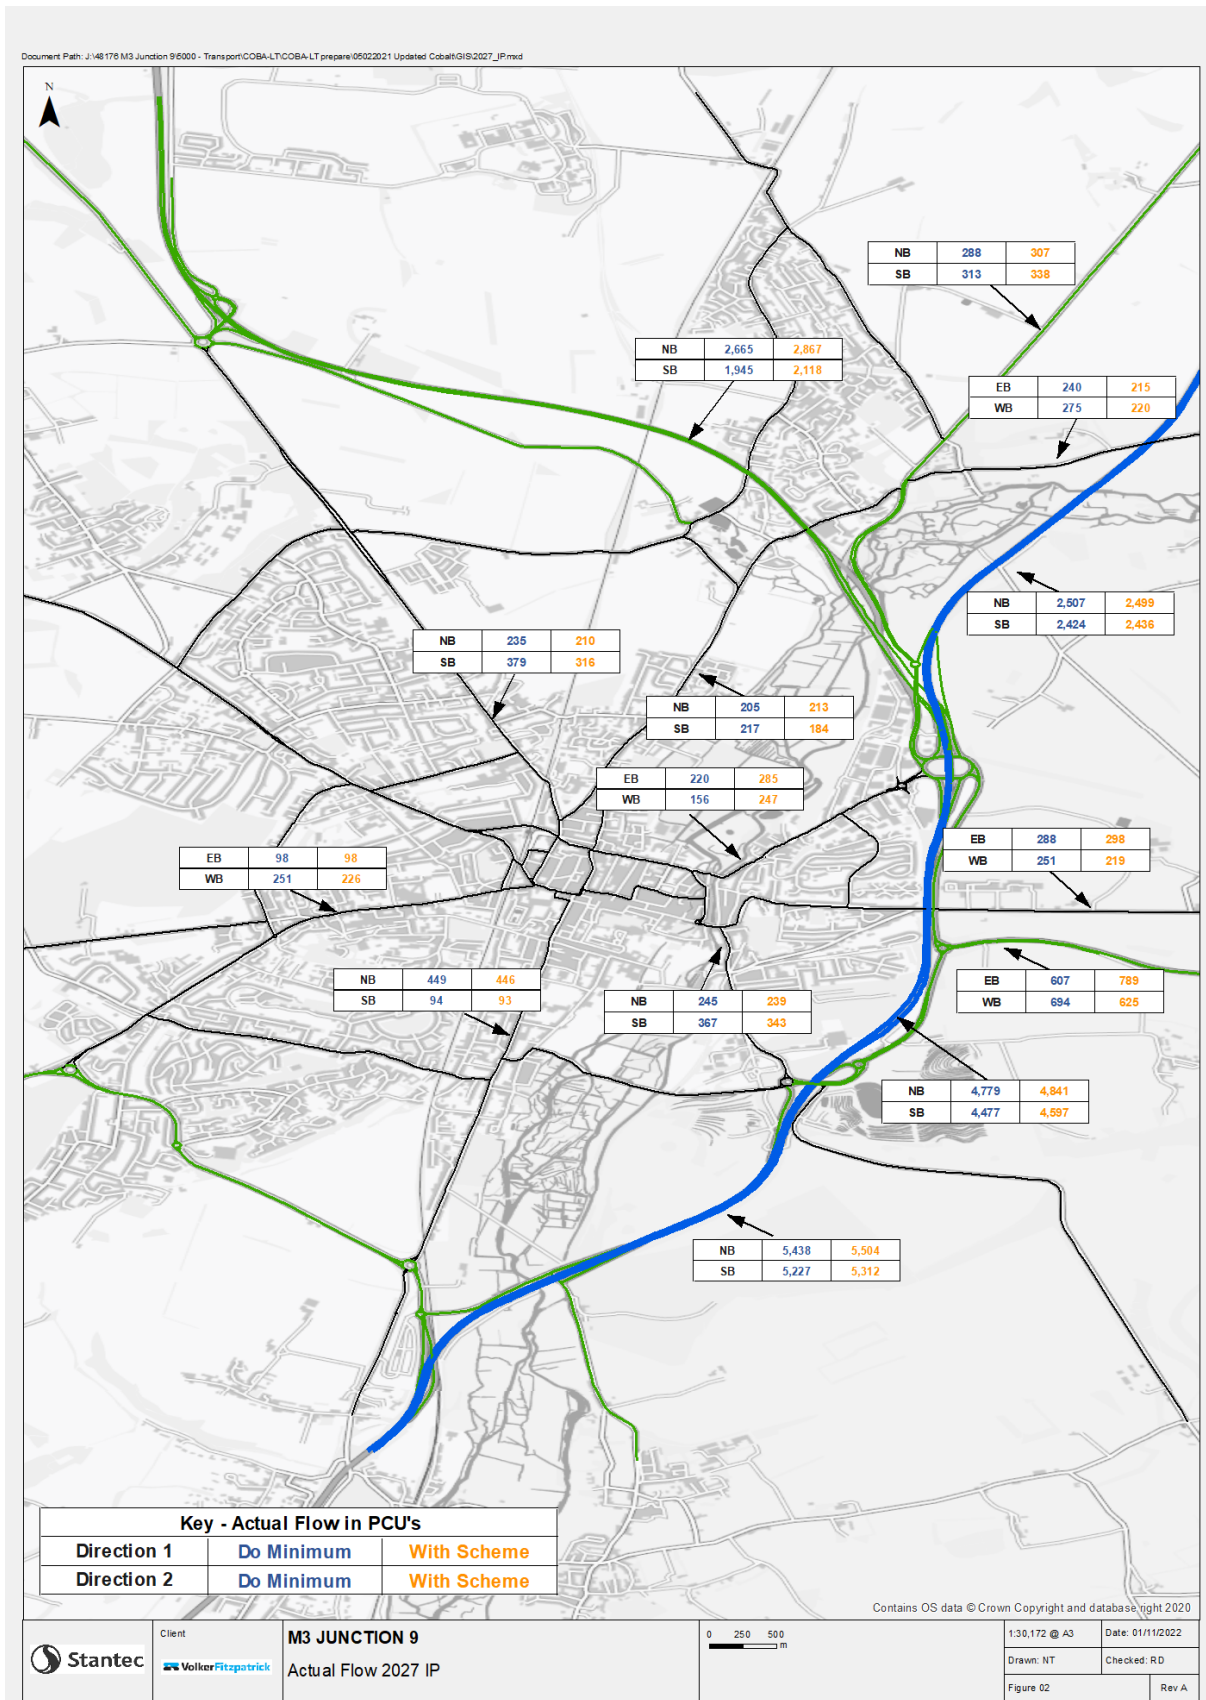 Document Path: J:\48176 M3 Junction 9\5000 - Transport\COBA-LT\COBA-LT prepare\05022021 Updated Cobalt\GIS\2027_IP.mxd
N
NB 288 307
SB 313 338
NB 2,665 2,867
SB 1,945 2,118
EB 240 215
WB 275 220
NB 2,507 2,499
SB 2,424 2,436
NB 235 210
SB 379 316
NB 205 213
SB 217 184
EB 220 285
WB 156 247
EB 288 298
WB 251 219
EB 98 98
WB 251 226
NB 449 446
SB 94 93
NB 245 239
SB 367 343
EB 607 789
WB 694 625
NB 4,779 4,841
SB 4,477 4,597
NB 5,438 5,504
SB 5,227 5,312
Key - Actual Flow in PCU's
Direction 1 Do Minimum With Scheme
Direction 2 Do Minimum With Scheme
Contains OS data © Crown Copyright and database right 2020
Stantec
Client
VolkerFitzpatrick
M3 JUNCTION 9
Actual Flow 2027 IP
0 250 500
m
1:30,172 @ A3 Date: 01/11/2022
Drawn: NT Checked: RD
Figure 02 Rev A